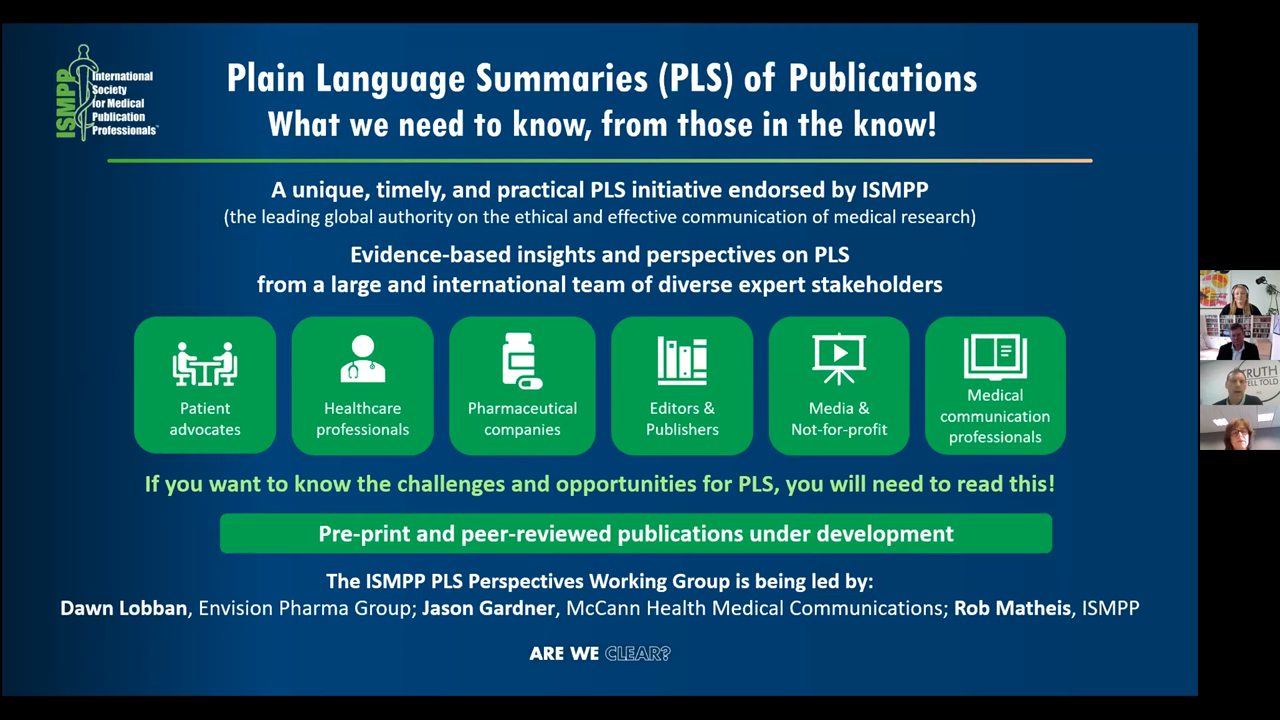 ISMPP
International
Society
for Medical
Publication
Professionals™
Plain Language Summaries (PLS) of Publications
What we need to know, from those in the know!
A unique, timely, and practical PLS initiative endorsed by ISMPP
(the leading global authority on the ethical and effective communication of medical research)
Evidence-based insights and perspectives on PLS
from a large and international team of diverse expert stakeholders
Patient
advocates
Healthcare
professionals
Pharmaceutical
companies
Editors &
Publishers
Media &
Not-for-profit
Medical
communication
professionals
If you want to know the challenges and opportunities for PLS, you will need to read this!
Pre-print and peer-reviewed publications under development
The ISMPP PLS Perspectives Working Group is being led by:
Dawn Lobban, Envision Pharma Group; Jason Gardner, McCann Health Medical Communications; Rob Matheis, ISMPP
ARE WE CLEAR?
TRUTH
TOLD